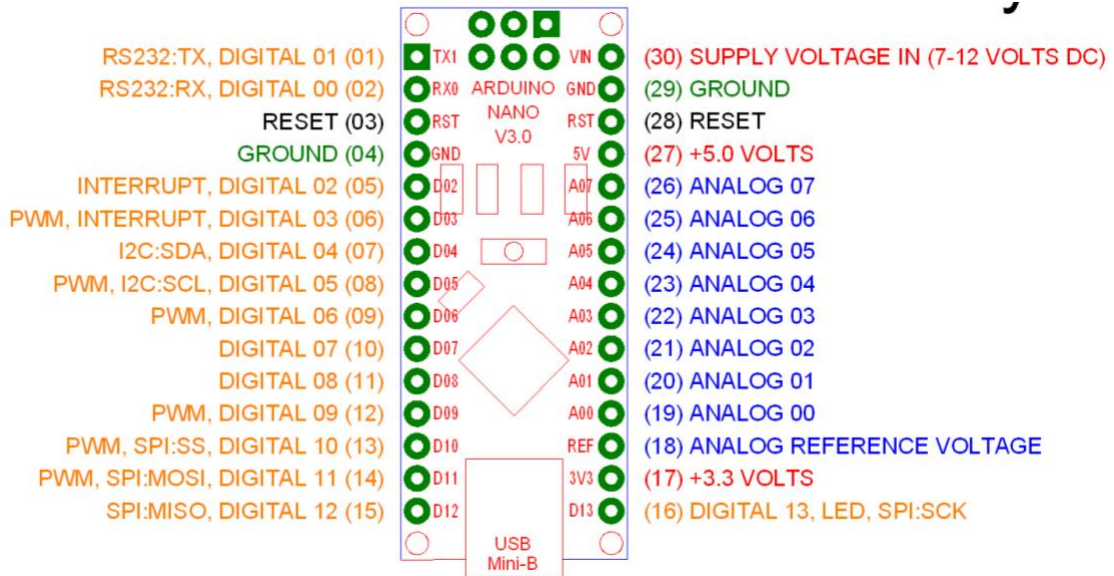 RS232:TX, DIGITAL 01 (01) TX1 VIN (30) SUPPLY VOLTAGE IN (7-12 VOLTS DC)
RS232:RX, DIGITAL 00 (02) RX0 ARDUINO GND (29) GROUND
NANO
RESET (03) RST RST (28) RESET
V3.0
GROUND (04) GND 5V (27) +5.0 VOLTS
INTERRUPT, DIGITAL 02 (05) D02 A07 (26) ANALOG 07
PWM, INTERRUPT, DIGITAL 03 (06) D03 A06 (25) ANALOG 06
I2C:SDA, DIGITAL 04 (07) D04 A05 (24) ANALOG 05
PWM, I2C:SCL, DIGITAL 05 (08) D05 A04 (23) ANALOG 04
PWM, DIGITAL 06 (09) D06 A03 (22) ANALOG 03
DIGITAL 07 (10) D07 A02 (21) ANALOG 02
DIGITAL 08 (11) D08 A01 (20) ANALOG 01
PWM, DIGITAL 09 (12) D09 A00 (19) ANALOG 00
PWM, SPI:SS, DIGITAL 10 (13) D10 REF (18) ANALOG REFERENCE VOLTAGE
PWM, SPI:MOSI, DIGITAL 11 (14) D11 3V3 (17) +3.3 VOLTS
SPI:MISO, DIGITAL 12 (15) D12 D13 (16) DIGITAL 13, LED, SPI:SCK
USB
Mini-B